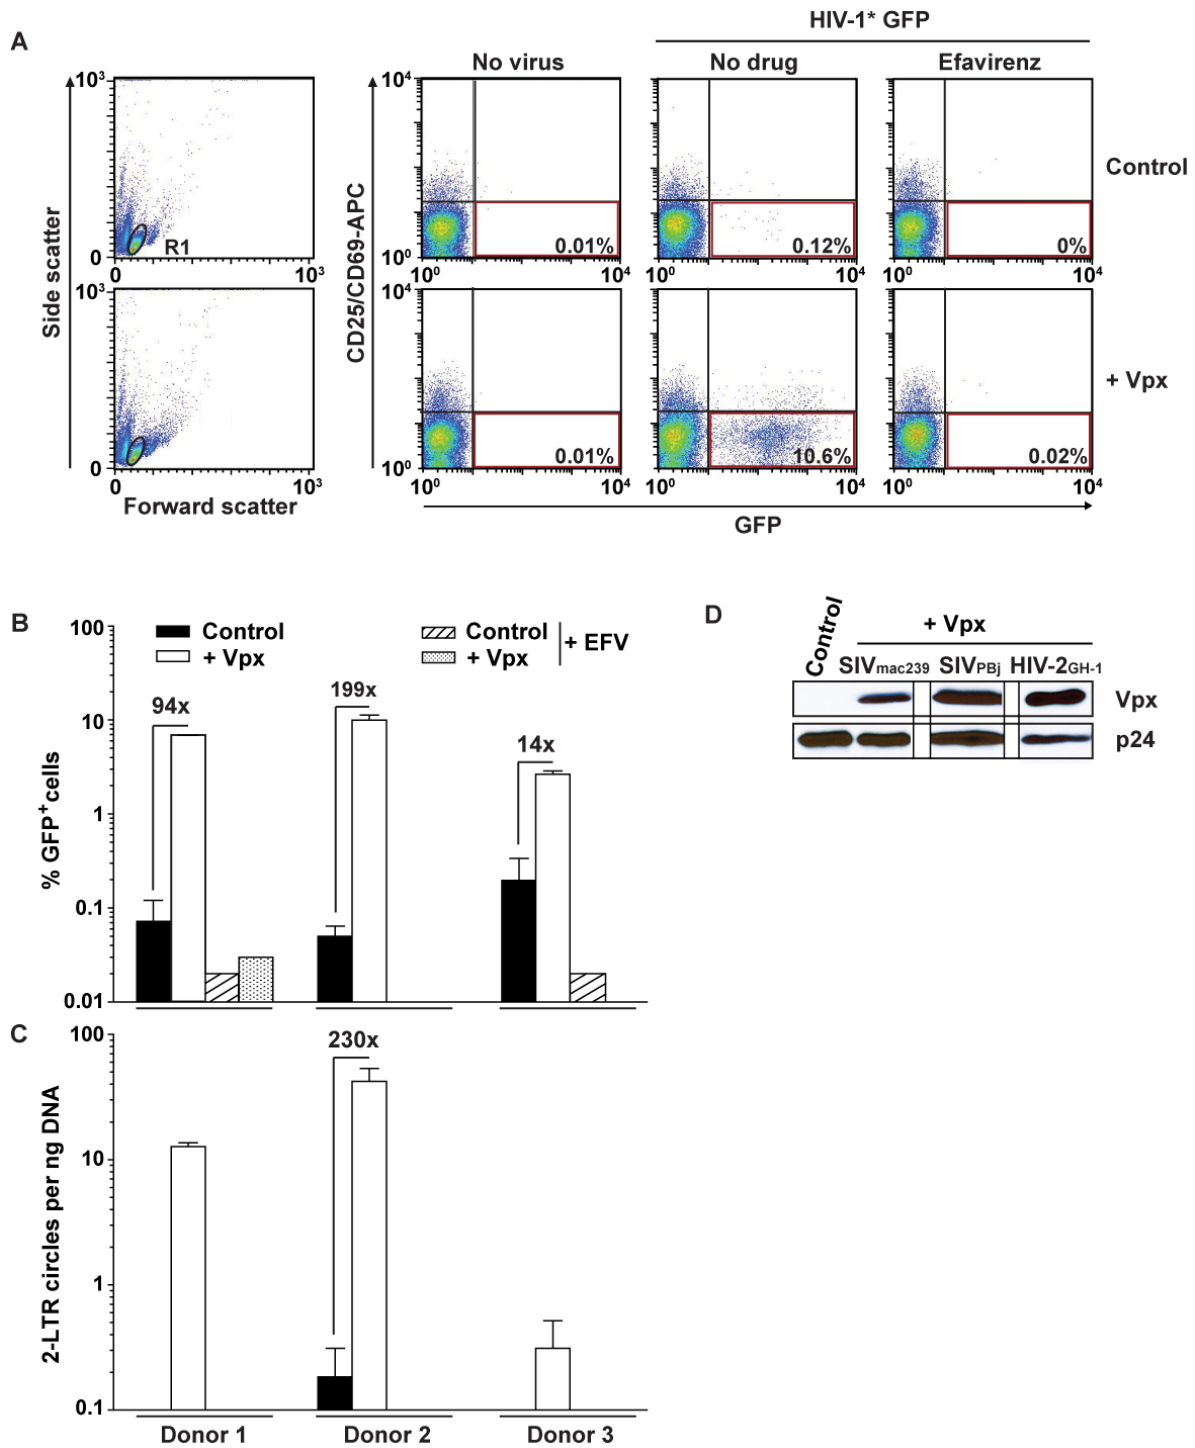 A
HIV-1* GFP
No virus
No drug
Efavirenz
10³
10⁴
R1
0
0
10³
0.01%
0.12%
0%
10⁰
10⁰
10⁴
10⁰
10⁴
10⁰
10⁴
Control
10³
10⁴
0
0
10³
0.01%
10.6%
0.02%
10⁰
10⁰
10⁴
10⁰
10⁴
10⁰
10⁴
+ Vpx
Side scatter
Forward scatter
CD25/CD69-APC
GFP
B
Control
+ Vpx
Control
+ Vpx
+ EFV
% GFP⁺cells
100
10
1
0.1
0.01
94x
199x
14x
C
2-LTR circles per ng DNA
100
10
1
0.1
230x
Donor 1
Donor 2
Donor 3
D
Control
+ Vpx
SIVmac239
SIVPBj
HIV-2GH-1
Vpx
p24